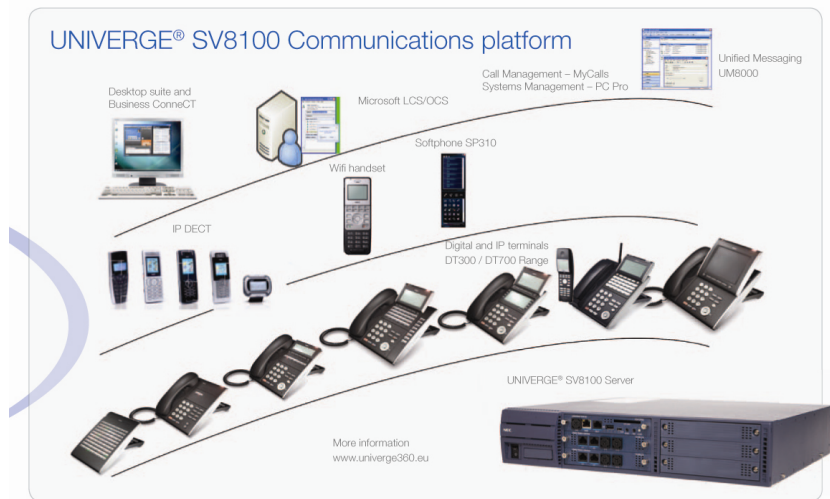 UNIVERGE® SV8100 Communications platform
Unified Messaging
UM8000
Call Management – MyCalls
Systems Management – PC Pro
Desktop suite and
Business ConneCT
Microsoft LCS/OCS
Softphone SP310
Wifi handset
IP DECT
Digital and IP terminals
DT300 / DT700 Range
UNIVERGE® SV8100 Server
More information
www.univerge360.eu